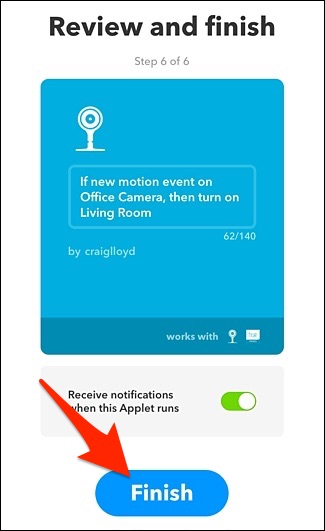 Review and finish
Step 6 of 6
If new motion event on
Office Camera, then turn on
Living Room
62/140
by craiglloyd
works with
Receive notifications
when this Applet runs
Finish